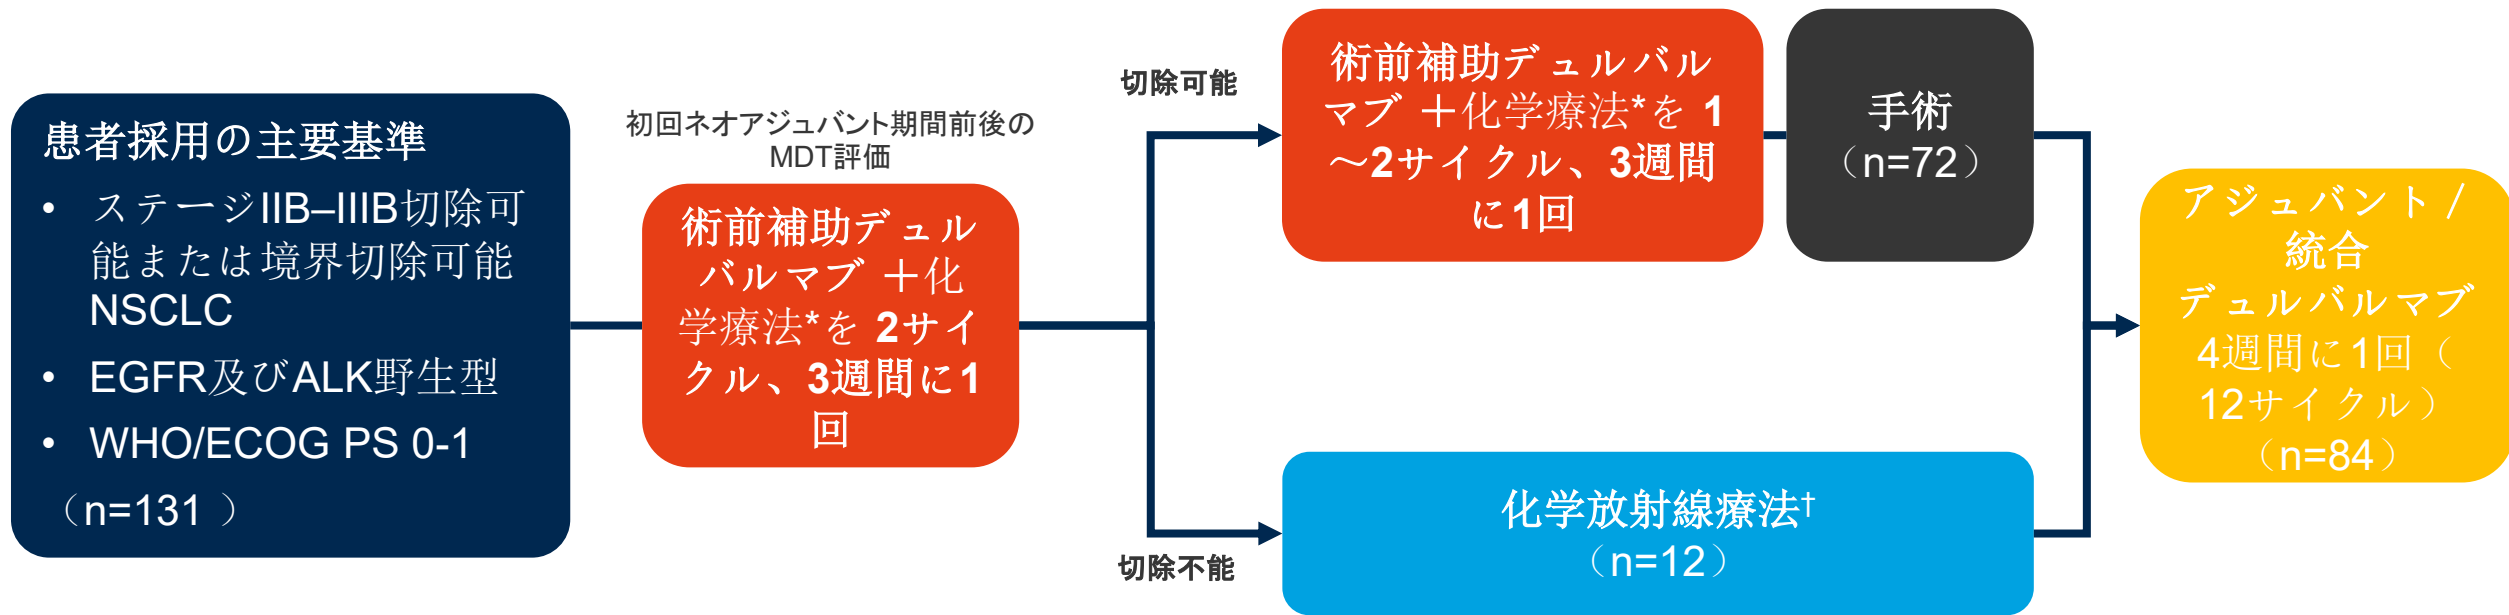 患者採用の主要基準
• ステージIIB–IIIB切除可
能または境界切除可能
NSCLC
• EGFR及びALK野生型
• WHO/ECOG PS 0-1
（n=131 ）
初回ネオアジュバント期間前後の
MDT評価
術前補助デュル
バルマブ ＋化
学療法*を 2サイ
クル、3週間に1
回
切除可能
術前補助デュルバル
マブ ＋化学療法*を 1
～2サイクル、3週間
に1回
手術
（n=72）
切除不能
化学放射線療法†
（n=12）
アジュバント /
統合
デュルバルマブ
4週間に1回（
12サイクル）
（n=84）